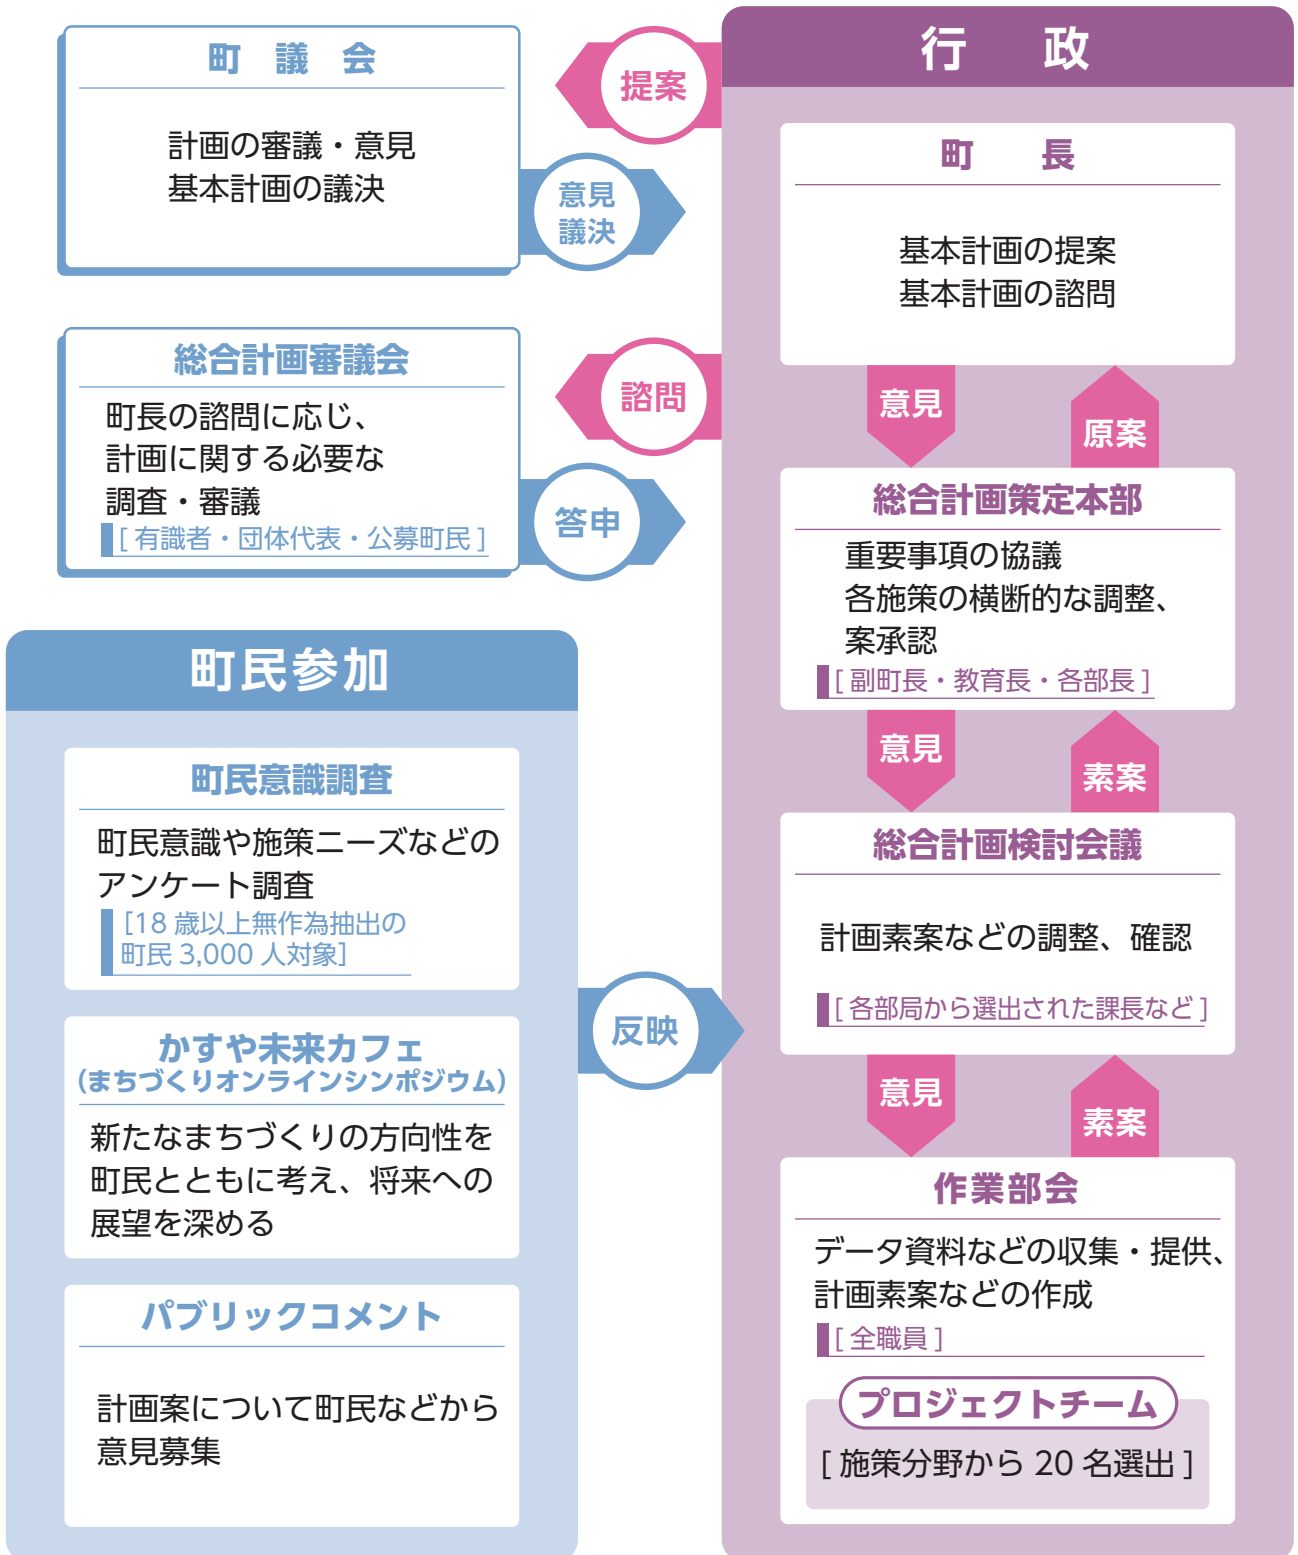 町議会
計画の審議・意見
基本計画の議決
提案
意見
議決
総合計画審議会
町長の諮問に応じ、
計画に関する必要な
調査・審議
[ 有識者・団体代表・公募町民 ]
諮問
答申
町民参加
町民意識調査
町民意識や施策ニーズなどの
アンケート調査
[18 歳以上無作為抽出の
町民 3,000 人対象]
かすや未来カフェ
(まちづくりオンラインシンポジウム)
新たなまちづくりの方向性を
町民とともに考え、将来への
展望を深める
パブリックコメント
計画案について町民などから
意見募集
反映
行政
町長
基本計画の提案
基本計画の諮問
意見
原案
総合計画策定本部
重要事項の協議
各施策の横断的な調整、
案承認
[ 副町長・教育長・各部長 ]
意見
素案
総合計画検討会議
計画素案などの調整、確認
[ 各部局から選出された課長など ]
意見
素案
作業部会
データ資料などの収集・提供、
計画素案などの作成
[ 全職員 ]
プロジェクトチーム
[ 施策分野から 20 名選出 ]